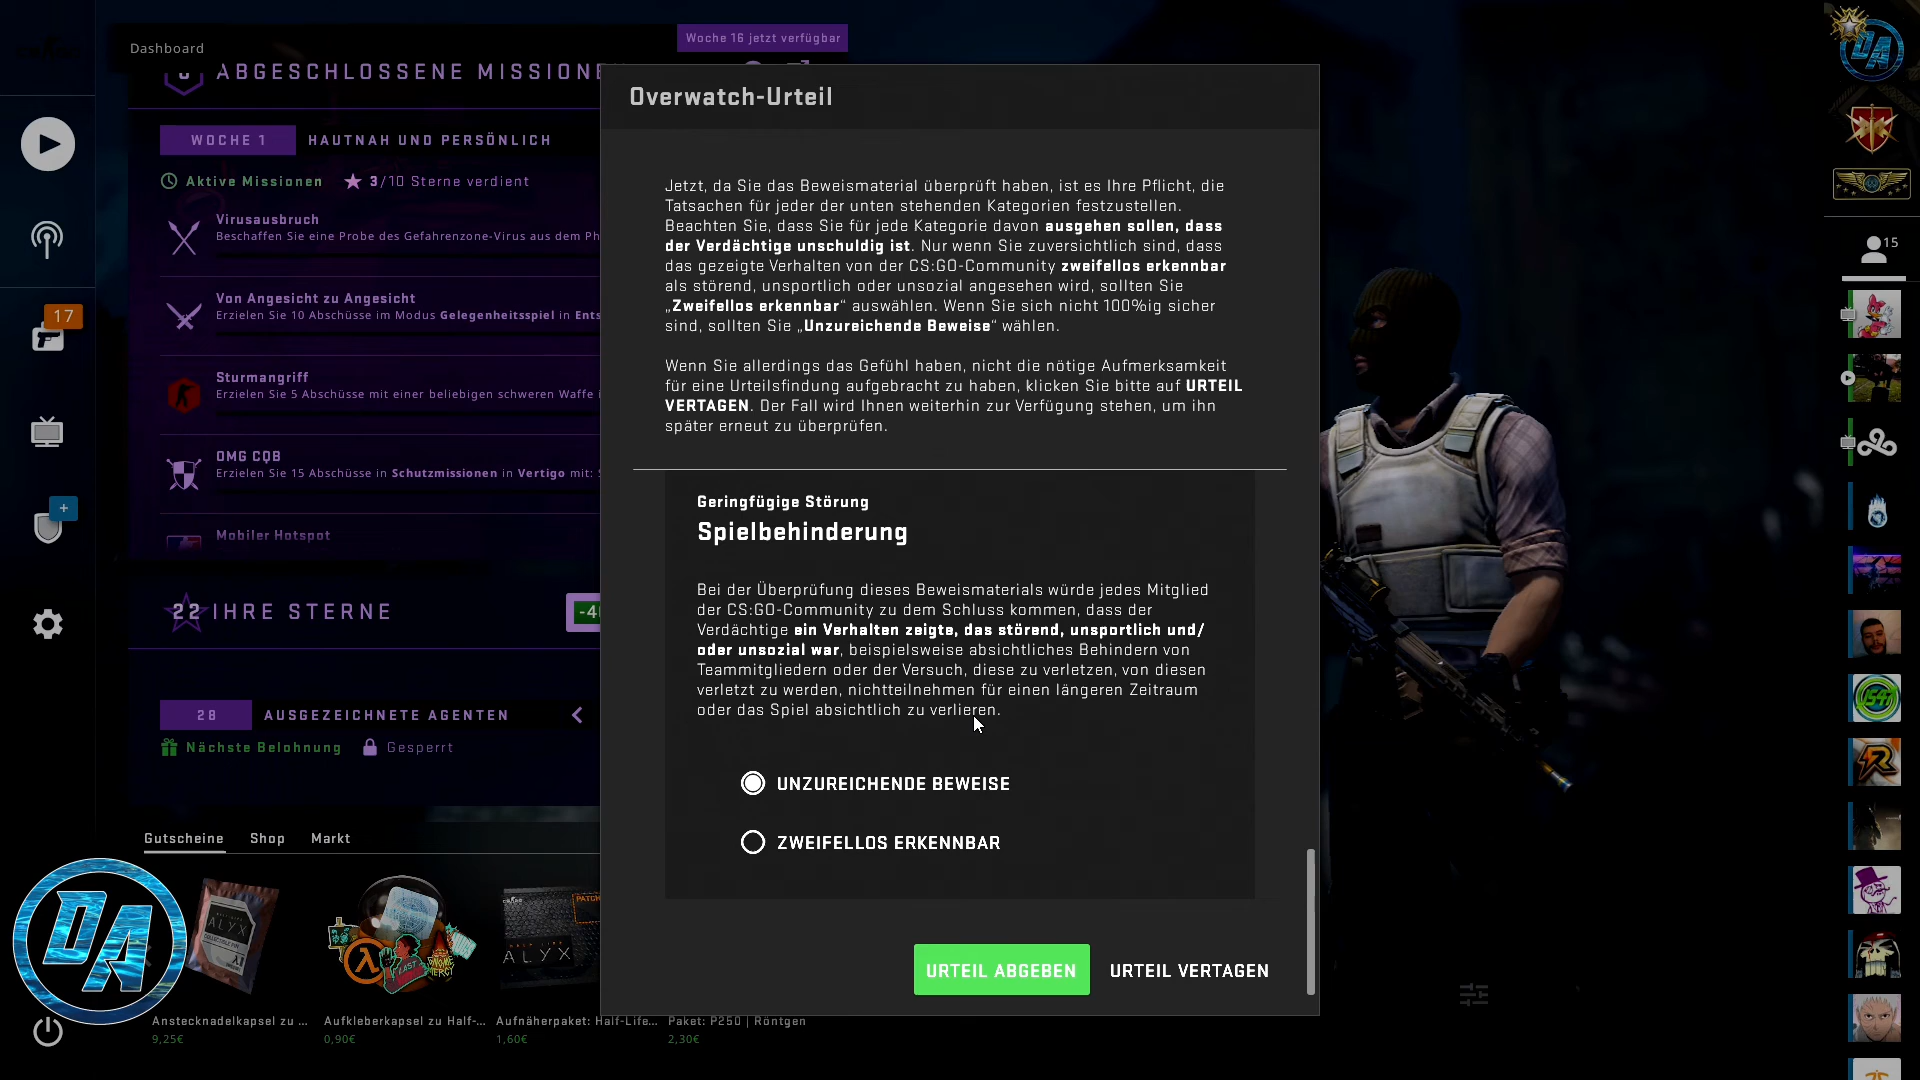 Dashboard
Woche 16 jetzt verfügbar
ABGESCHLOSSENE MISSIONE
WOCHE 1
HAUTNAH UND PERSÖNLICH
Aktive Missionen
3/10 Sterne verdient
Virusausbruch
Beschaffen Sie eine Probe des Gefahrenzone-Virus aus dem Ph
Von Angesicht zu Angesicht
Erzielen Sie 10 Abschüsse im Modus Gelegenheitsspiel in Ents
Sturmangriff
Erzielen Sie 5 Abschüsse mit einer beliebigen schweren Waffe i
OMG CQB
Erzielen Sie 15 Abschüsse in Schutzmissionen in Vertigo mit: S
Mobiler Hotspot
22 IHRE STERNE
-4
28
AUSGEZEICHNETE AGENTEN
Nächste Belohnung
Gesperrt
Gutscheine
Shop
Markt
Anstecknadelkapsel zu ...
9,25€
Aufkleberkapsel zu Half-...
0,90€
Aufnäherpaket: Half-Life...
1,60€
Paket: P250 | Röntgen
2,30€
17
+
DA
ALYX
ALYX
Overwatch-Urteil
Jetzt, da Sie das Beweismaterial überprüft haben, ist es Ihre Pflicht, die
Tatsachen für jeder der unten stehenden Kategorien festzustellen.
Beachten Sie, dass Sie für jede Kategorie davon ausgehen sollen, dass
der Verdächtige unschuldig ist. Nur wenn Sie zuversichtlich sind, dass
das gezeigte Verhalten von der CS:GO-Community zweifellos erkennbar
als störend, unsportlich oder unsozial angesehen wird, sollten Sie
„Zweifellos erkennbar“ auswählen. Wenn Sie sich nicht 100%ig sicher
sind, sollten Sie „Unzureichende Beweise“ wählen.
Wenn Sie allerdings das Gefühl haben, nicht die nötige Aufmerksamkeit
für eine Urteilsfindung aufgebracht zu haben, klicken Sie bitte auf URTEIL
VERTAGEN. Der Fall wird Ihnen weiterhin zur Verfügung stehen, um ihn
später erneut zu überprüfen.
Geringfügige Störung
Spielbehinderung
Bei der Überprüfung dieses Beweismaterials würde jedes Mitglied
der CS:GO-Community zu dem Schluss kommen, dass der
Verdächtige ein Verhalten zeigte, das störend, unsportlich und/
oder unsozial war, beispielsweise absichtliches Behindern von
Teammitgliedern oder der Versuch, diese zu verletzen, von diesen
verletzt zu werden, nichtteilnehmen für einen längeren Zeitraum
oder das Spiel absichtlich zu verlieren.
UNZUREICHENDE BEWEISE
ZWEIFELLOS ERKENNBAR
URTEIL ABGEBEN
URTEIL VERTAGEN
DA
15